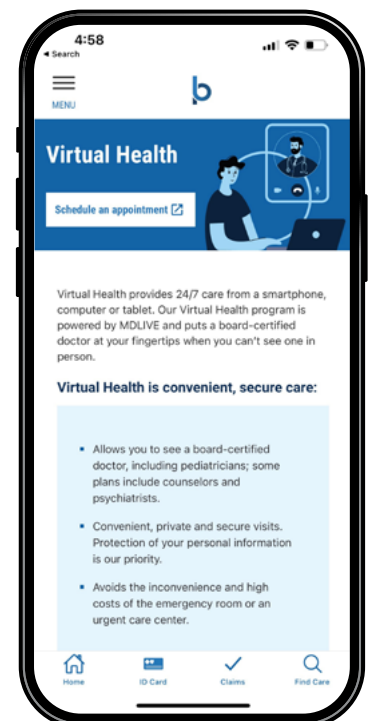 4:58
Search
MENU
b
Virtual Health
Schedule an appointment
Virtual Health provides 24/7 care from a smartphone,
computer or tablet. Our Virtual Health program is
powered by MDLIVE and puts a board-certified
doctor at your fingertips when you can't see one in
person.
Virtual Health is convenient, secure care:
Allows you to see a board-certified
doctor, including pediatricians; some
plans include counselors and
psychiatrists.
Convenient, private and secure visits.
Protection of your personal information
is our priority.
Avoids the inconvenience and high
costs of the emergency room or an
urgent care center.
Home ID Card Claims Find Care